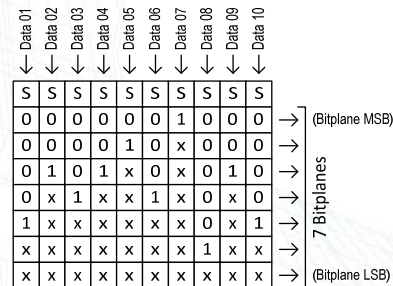 Data 01 Data 02 Data 03 Data 04 Data 05 Data 06 Data 07 Data 08 Data 09 Data 10
S S S S S S S S S S
0 0 0 0 0 0 1 0 0 0 (Bitplane MSB)
0 0 0 0 1 0 x 0 0 0
0 1 0 1 x 0 x 0 1 0
0 x 1 x x 1 x 0 x 0
1 x x x x x x 0 x 1
x x x x x x x 1 x x
x x x x x x x x x x (Bitplane LSB)
7 Bitplanes